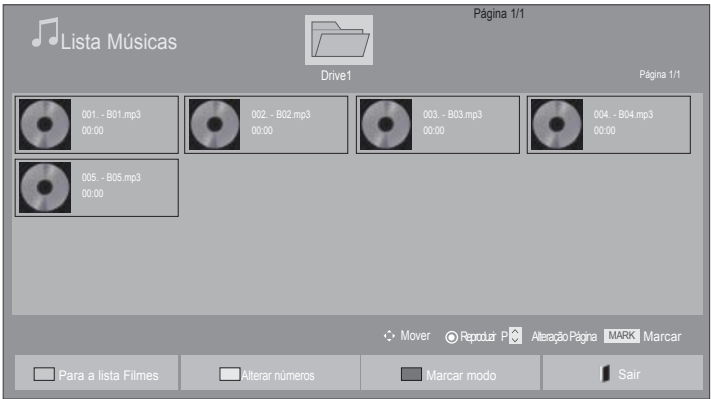 Página 1/1
Lista Músicas
Drive1
Página 1/1
001. - B01.mp3
00:00
002. - B02.mp3
00:00
003. - B03.mp3
00:00
004. - B04.mp3
00:00
005. - B05.mp3
00:00
Mover Reproduzir P Alteração Página MARK Marcar
Para a lista Filmes Alterar números Marcar modo Sair